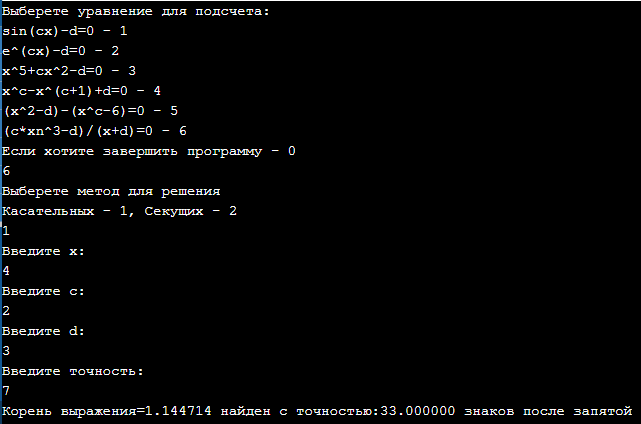 Выберете уравнение для подсчета:
sin(cx)-d=0 - 1
e^(cx)-d=0 - 2
x^5+cx^2-d=0 - 3
x^c-x^(c+1)+d=0 - 4
(x^2-d)-(x^c-6)=0 - 5
(c*xn^3-d)/(x+d)=0 - 6
Если хотите завершить программу - 0
6
Выберете метод для решения
Касательных - 1, Секущих - 2
1
Введите x:
4
Введите c:
2
Введите d:
3
Введите точность:
7
Корень выражения=1.144714 найден с точностью:33.000000 знаков после запятой